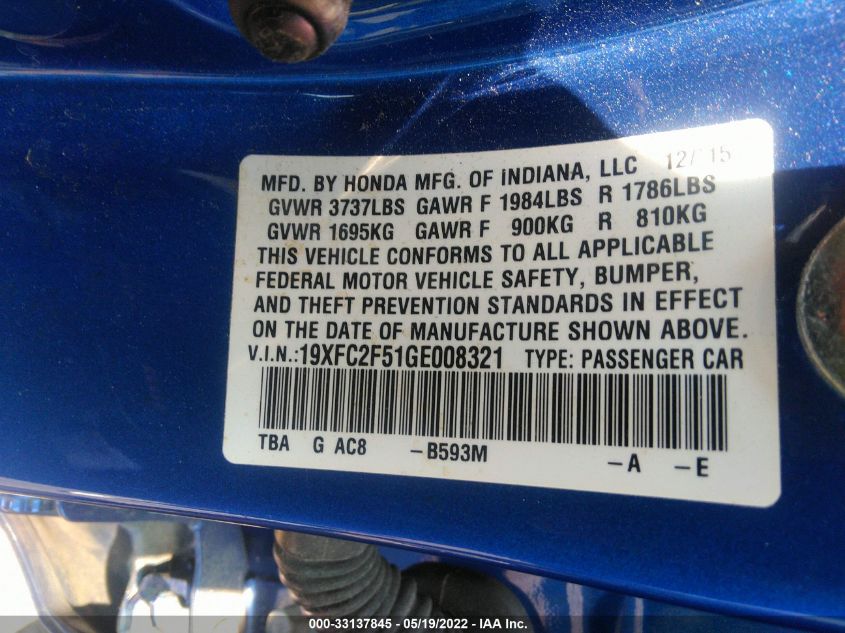 MFD. BY HONDA MFG. OF INDIANA, LLC 12/15
GVWR 3737LBS GAWR F 1984LBS R 1786LBS
GVWR 1695KG GAWR F 900KG R 810KG
THIS VEHICLE CONFORMS TO ALL APPLICABLE
FEDERAL MOTOR VEHICLE SAFETY, BUMPER,
AND THEFT PREVENTION STANDARDS IN EFFECT
ON THE DATE OF MANUFACTURE SHOWN ABOVE.
V.I.N.:19XFC2F51GE008321 TYPE: PASSENGER CAR
TBA G AC8 -B593M -A -E
000-33137845 - 05/19/2022 - IAA Inc.